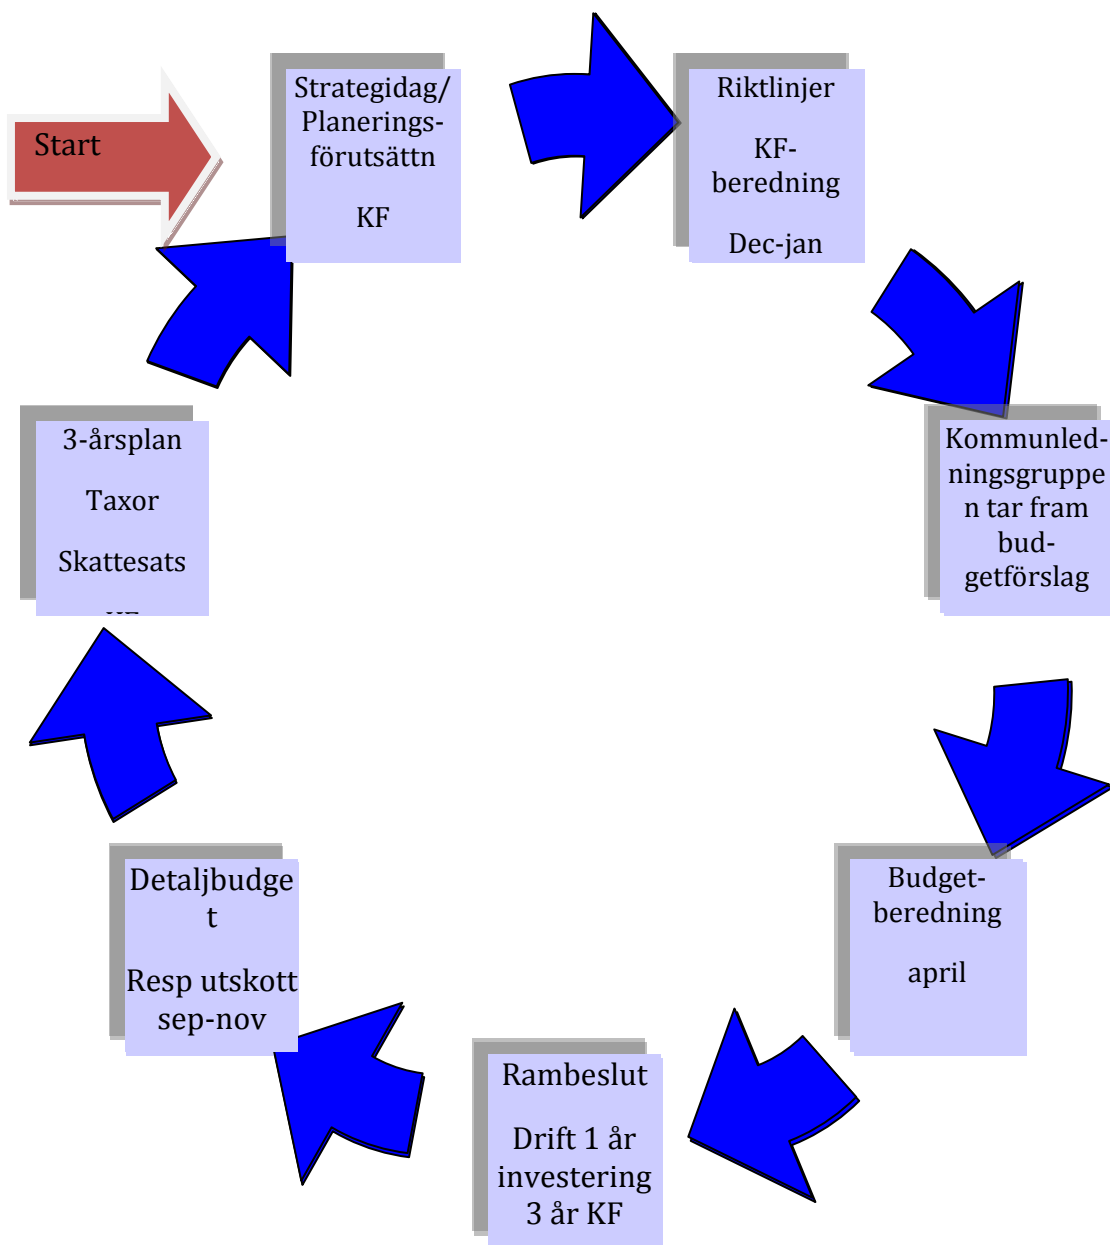 Start
Strategidag/
Planerings-
förutsättn
KF
Riktlinjer
KF-
beredning
Dec-jan
Kommunled-
ningsgruppe
n tar fram
bud-
getförslag
Budget-
beredning
april
Rambeslut
Drift 1 år
investering
3 år KF
Detaljbudge
t
Resp utskott
sep-nov
3-årsplan
Taxor
Skattesats